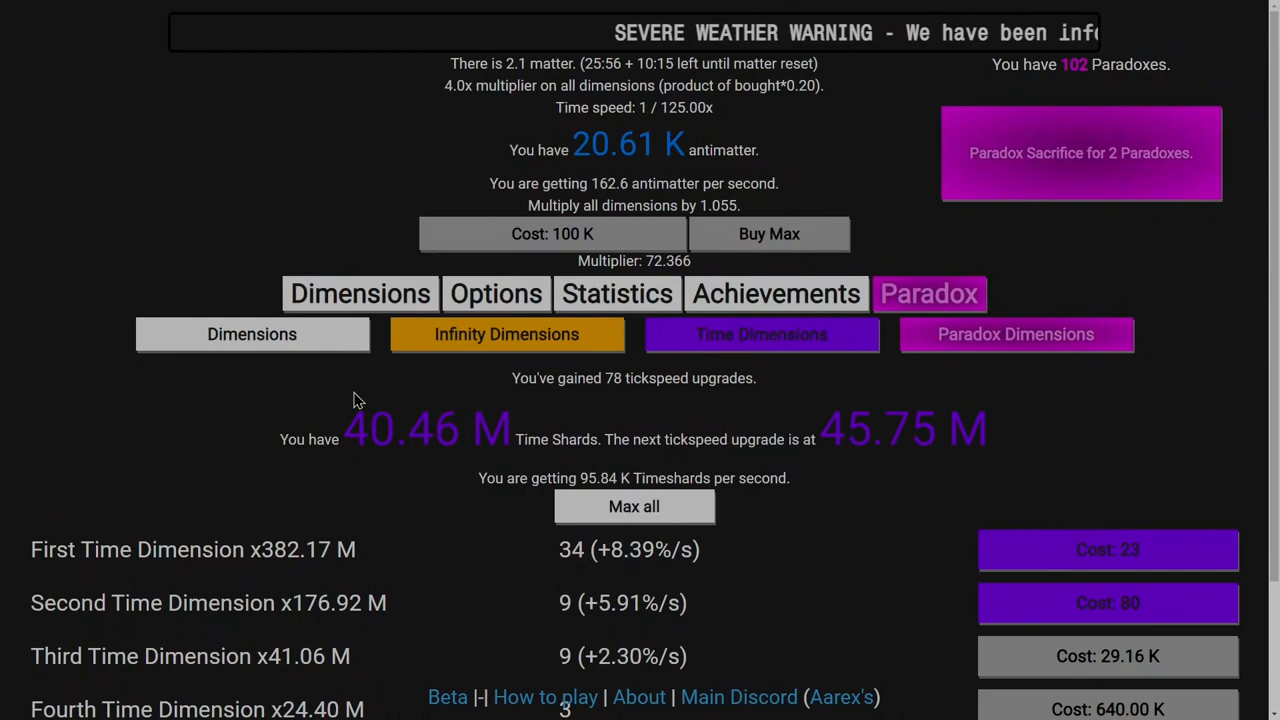 SEVERE WEATHER WARNING - We have been info
There is 2.1 matter. (25:56 + 10:15 left until matter reset)
You have 102 Paradoxes.
4.0x multiplier on all dimensions (product of bought*0.20).
Time speed: 1 / 125.00x
You have 20.61 K antimatter.
Paradox Sacrifice for 2 Paradoxes.
You are getting 162.6 antimatter per second.
Multiply all dimensions by 1.055.
Cost: 100 K Buy Max
Multiplier: 72.366
Dimensions Options Statistics Achievements Paradox
Dimensions Infinity Dimensions Time Dimensions Paradox Dimensions
You've gained 78 tickspeed upgrades.
You have 40.46 M Time Shards. The next tickspeed upgrade is at 45.75 M
You are getting 95.84 K Timeshards per second.
Max all
First Time Dimension x382.17 M 34 (+8.39%/s) Cost: 23
Second Time Dimension x176.92 M 9 (+5.91%/s) Cost: 80
Third Time Dimension x41.06 M 9 (+2.30%/s) Cost: 29.16 K
Beta |-| How to play | About | Main Discord (Aarex's)
Fourth Time Dimension x24.40 M 3 Cost: 640.00 K